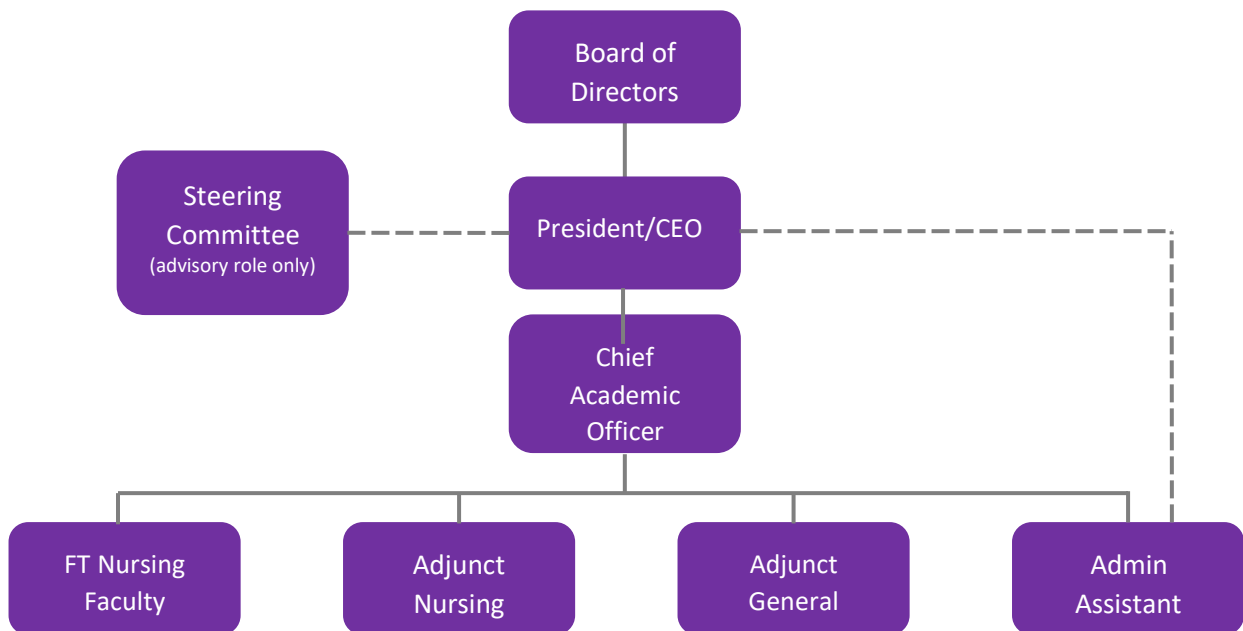 Board of
Directors
Steering
Committee
(advisory role only)
President/CEO
Chief
Academic
Officer
FT Nursing
Faculty
Adjunct
Nursing
Adjunct
General
Admin
Assistant